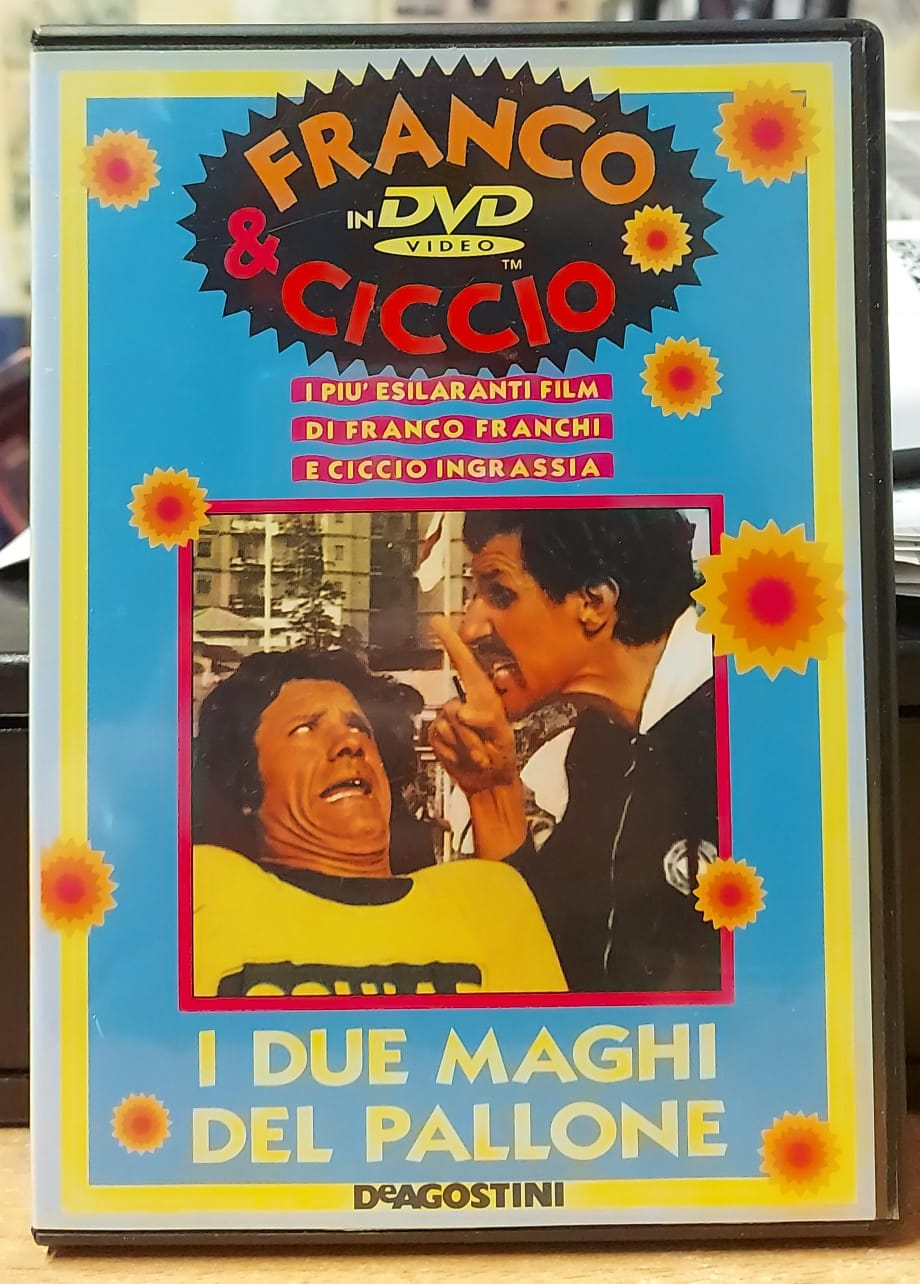 FRANCO
& IN DVD
VIDEO
TM
CICCIO
I PIU' ESILARANTI FILM
DI FRANCO FRANCHI
E CICCIO INGRASSIA
I DUE MAGHI
DEL PALLONE
DeAGOSTINI